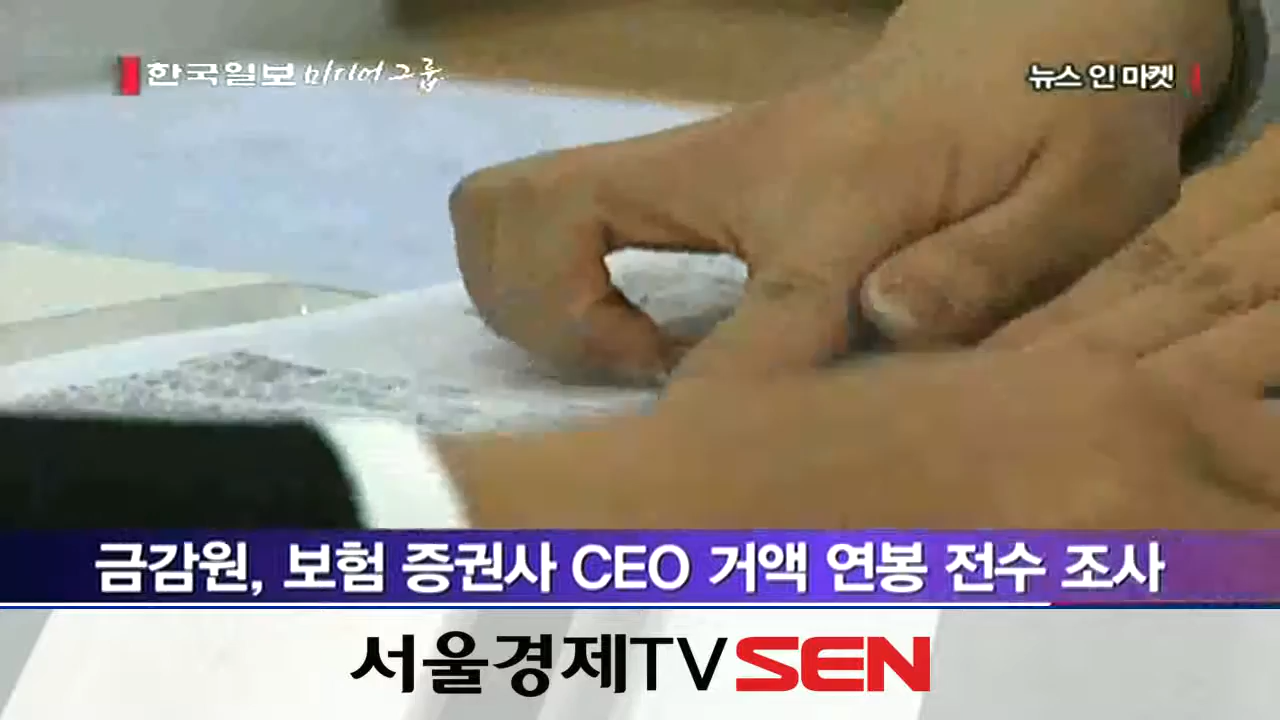 한국일보 미디어그룹
뉴스 인 마켓
금감원, 보험 증권사 CEO 거액 연봉 전수 조사
서울경제TV SEN